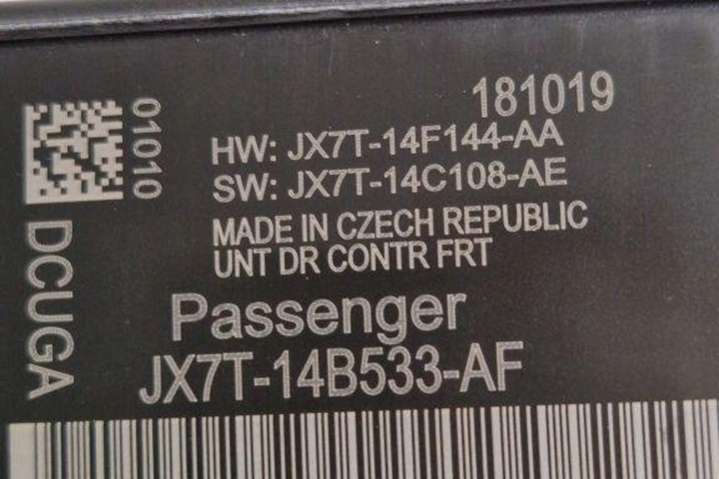 181019
01010
HW: JX7T-14F144-AA
SW: JX7T-14C108-AE
MADE IN CZECH REPUBLIC
UNT DR CONTR FRT
DCUGA
Passenger
JX7T-14B533-AF